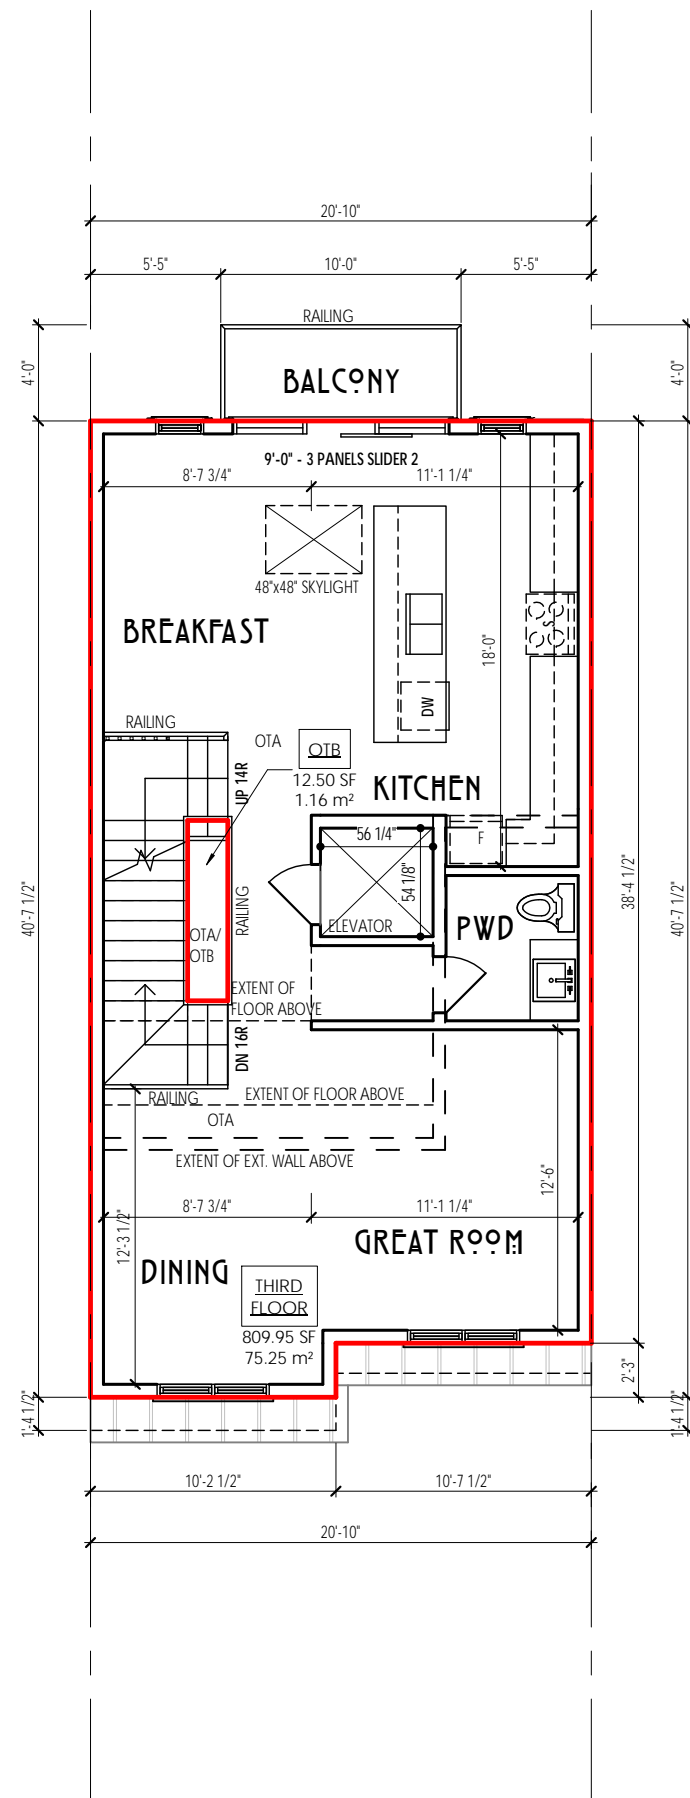 20'-10"
5'-5"
10'-0"
5'-5"
RAILING
4'-0"
4'-0"
BALCONY
9'-0" - 3 PANELS SLIDER 2
8'-7 3/4"
11'-1 1/4"
48"x48" SKYLIGHT
BREAKFAST
18'-0"
S
DW
RAILING
OTA
OTB
UP 14R
12.50 SF
1.16 m²
KITCHEN
56 1/4"
F
54 1/8"
40'-7 1/2"
38'-4 1/2"
40'-7 1/2"
RAILING
ELEVATOR
PWD
OTA/
OTB
EXTENT OF
FLOOR ABOVE
DN 16R
RAILING
EXTENT OF FLOOR ABOVE
OTA
EXTENT OF EXT. WALL ABOVE
12'-6"
8'-7 3/4"
11'-1 1/4"
12'-3 1/2"
GREAT ROOM
DINING
THIRD
FLOOR
809.95 SF
75.25 m²
2'-3"
1'-4 1/2"
1'-4 1/2"
10'-2 1/2"
10'-7 1/2"
20'-10"